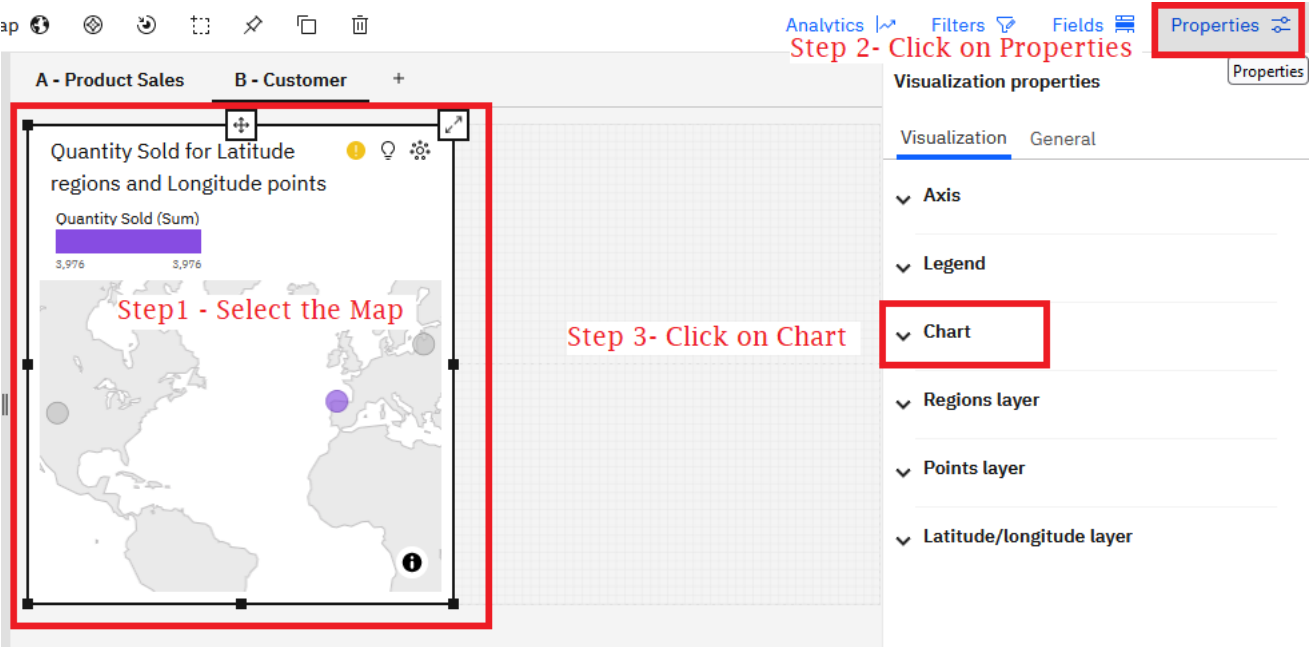 ap
Analytics
Filters
Fields
Properties
Step 2- Click on Properties
Properties
A - Product Sales
B - Customer
+
Visualization properties
Visualization
General
Quantity Sold for Latitude
regions and Longitude points
Quantity Sold (Sum)
3,976
3,976
Step1 - Select the Map
Step 3- Click on Chart
Axis
Legend
Chart
Regions layer
Points layer
Latitude/longitude layer